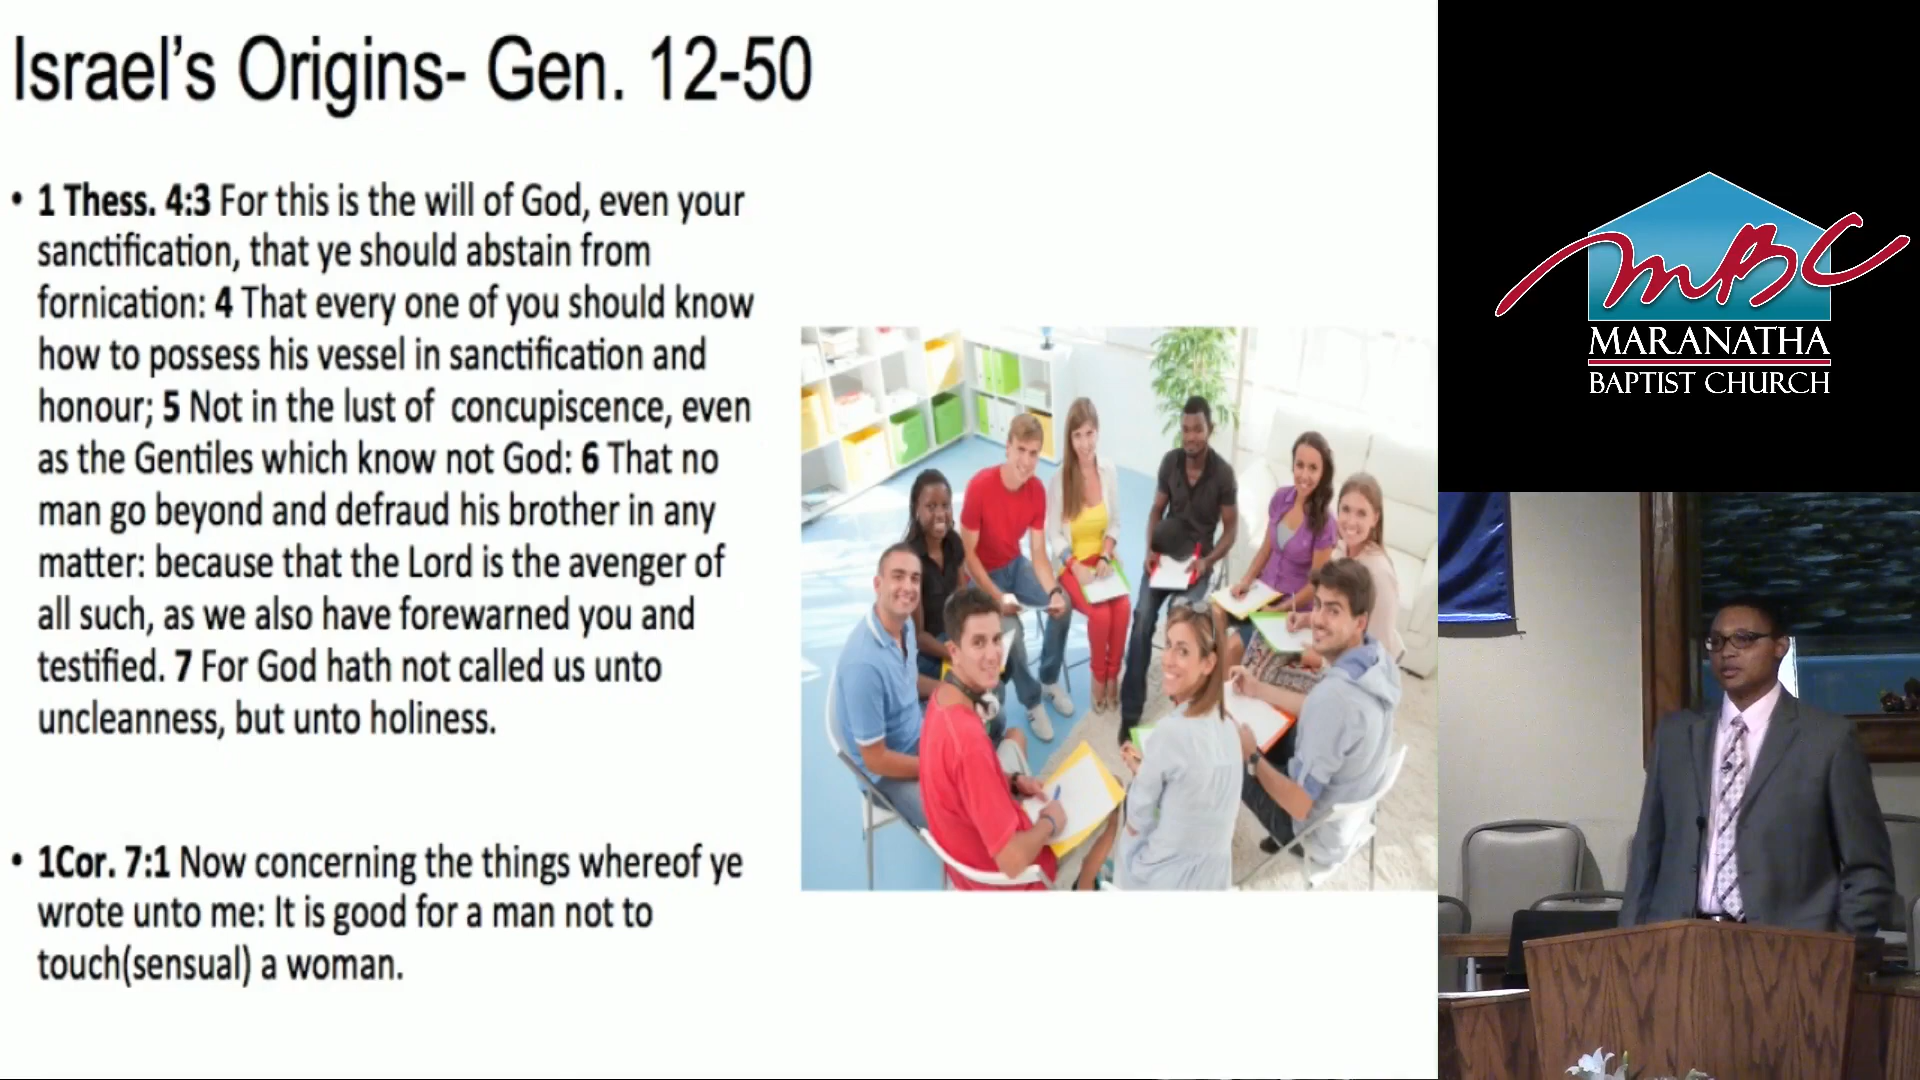 Israel's Origins- Gen. 12-50
• 1 Thess. 4:3 For this is the will of God, even your
sanctification, that ye should abstain from
fornication: 4 That every one of you should know
how to possess his vessel in sanctification and
honour; 5 Not in the lust of concupiscence, even
as the Gentiles which know not God: 6 That no
man go beyond and defraud his brother in any
matter: because that the Lord is the avenger of
all such, as we also have forewarned you and
testified. 7 For God hath not called us unto
uncleanness, but unto holiness.
• 1Cor. 7:1 Now concerning the things whereof ye
wrote unto me: It is good for a man not to
touch(sensual) a woman.
MBC
MARANATHA
BAPTIST CHURCH